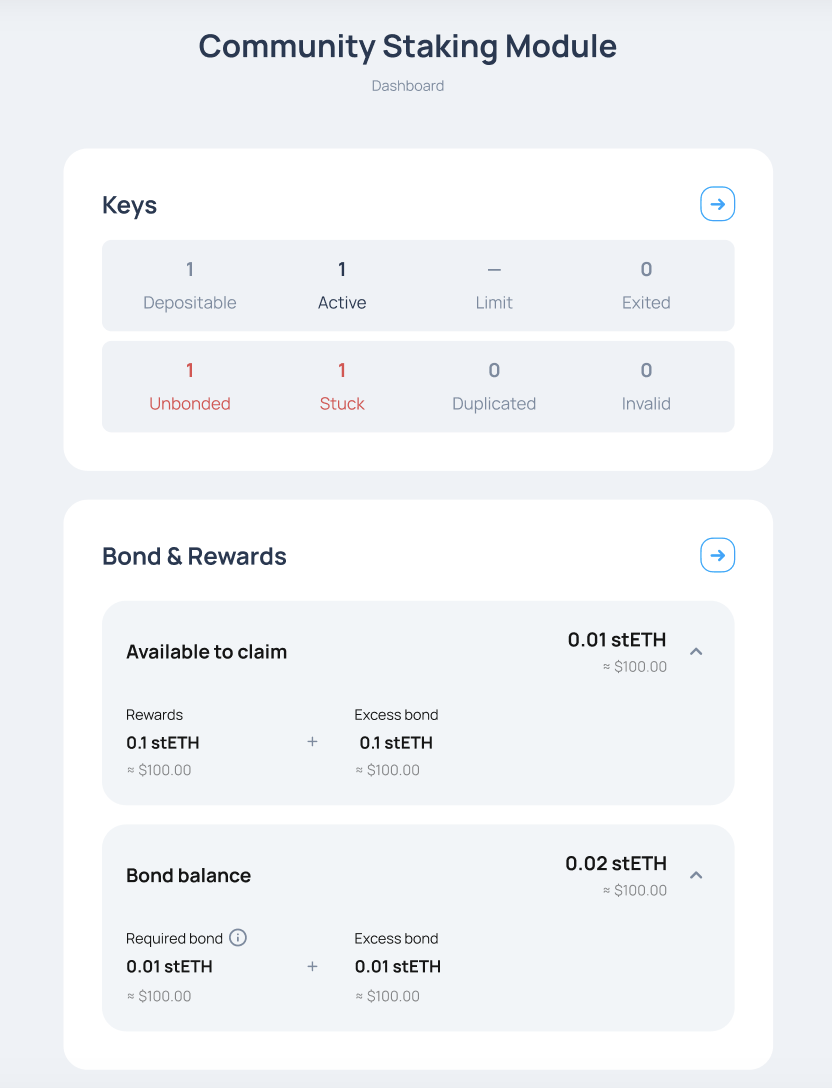 Community Staking Module
Dashboard
Keys
1 1 — 0
Depositable Active Limit Exited
1 1 0 0
Unbonded Stuck Duplicated Invalid
Bond & Rewards
Available to claim
0.01 stETH
≈ $100.00
Rewards Excess bond
0.1 stETH + 0.1 stETH
≈ $100.00 ≈ $100.00
Bond balance
0.02 stETH
≈ $100.00
Required bond Excess bond
0.01 stETH + 0.01 stETH
≈ $100.00 ≈ $100.00